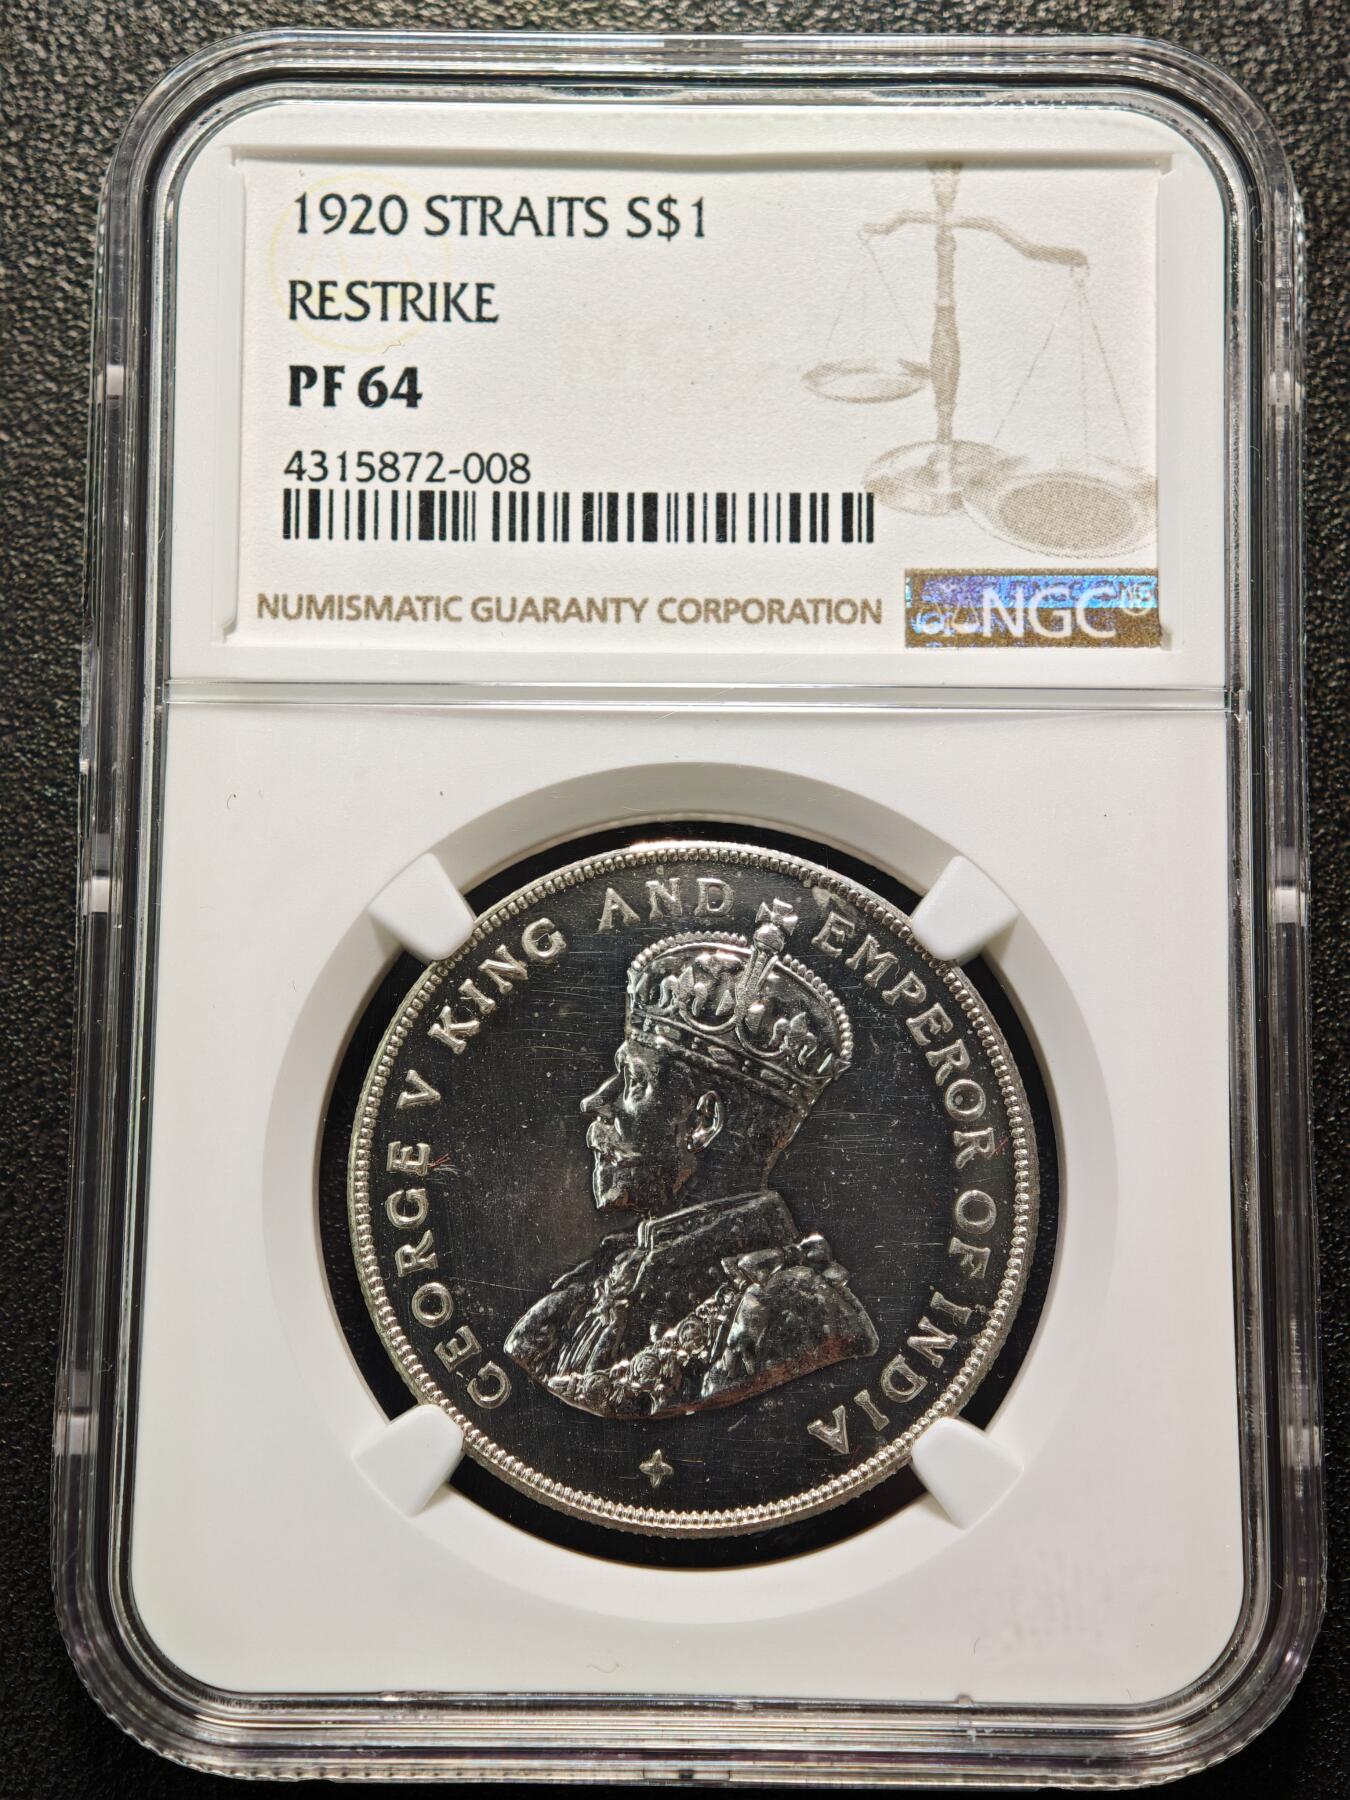 1920 STRAITS S$1
RESTRIKE
PF 64
4315872-008
NUMISMATIC GUARANTY CORPORATION
NGC
GEORGE V KING AND EMPEROR OF INDIA